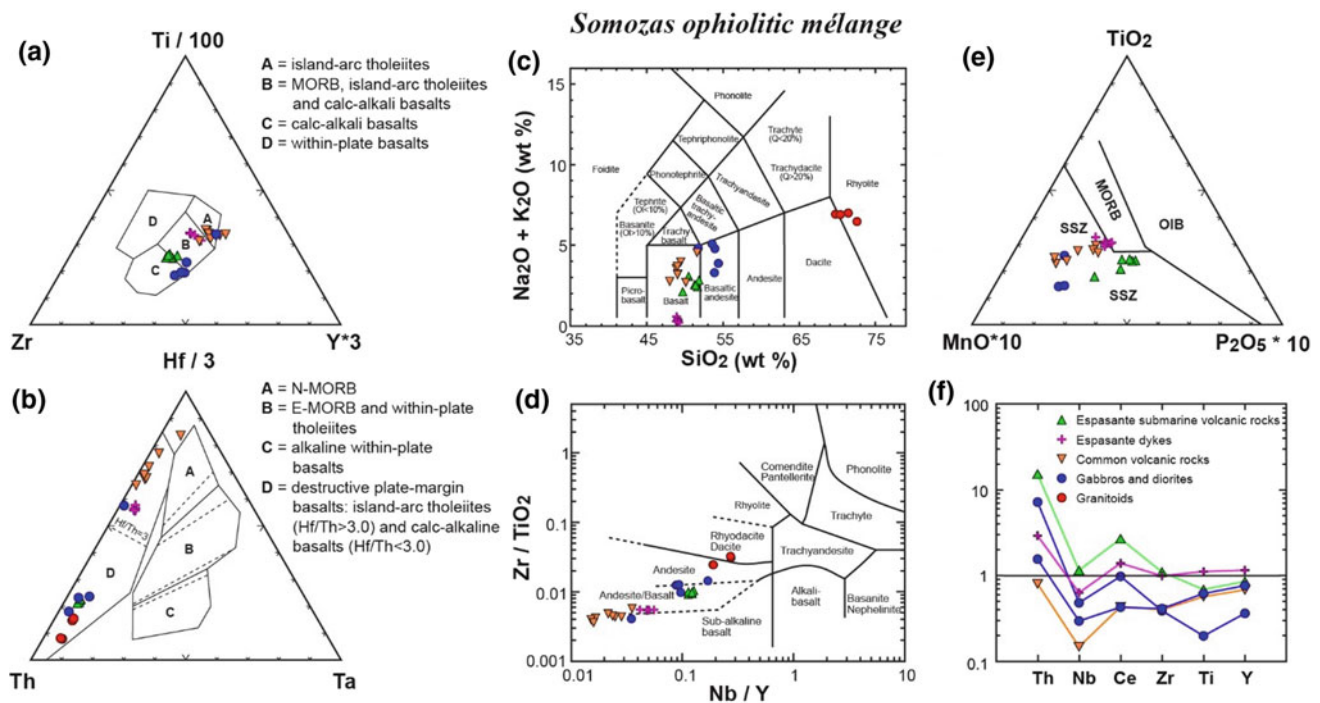 Somozas ophiolitic mélange
(a)
Ti / 100
A = island-arc tholeiites
B = MORB, island-arc tholeiites
and calc-alkali basalts
C = calc-alkali basalts
D = within-plate basalts
D
A
B
C
Zr
Y*3
(b)
Hf / 3
A = N-MORB
B = E-MORB and within-plate
tholeiites
C = alkaline within-plate
basalts
D = destructive plate-margin
basalts: island-arc tholeiites
(Hf/Th>3.0) and calc-alkaline
basalts (Hf/Th<3.0)
A
Hf/Th=3
B
D
C
Th
Ta
(c)
Na2O + K2O (wt %)
15
10
5
0
Phonolite
Tephriphonolite
Trachyte
(Q<20%)
Foidite
Phonotephrite
Trachyandesite
Trachydacite
(Q>20%)
Rhyolite
Tephrite
(Ol<10%)
Basanite
(Ol>10%)
Basaltic
trachy-
andesite
Trachy
basalt
Picro-
basalt
Basalt
Basaltic
andesite
Andesite
Dacite
35
45
55
65
75
SiO2 (wt %)
(d)
Zr / TiO2
1
0.1
0.01
0.001
Comendite
Pantellerite
Phonolite
Rhyolite
Trachyte
Rhyodacite
Dacite
Trachyandesite
Andesite
Andesite/Basalt
Alkali-
basalt
Basanite
Nephelinite
Sub-alkaline
basalt
0.01
0.1
1
10
Nb / Y
(e)
TiO2
MORB
OIB
SSZ
SSZ
MnO*10
P2O5 * 10
(f)
100
10
1
0.1
Espasante submarine volcanic rocks
Espasante dykes
Common volcanic rocks
Gabbros and diorites
Granitoids
Th Nb Ce Zr Ti Y